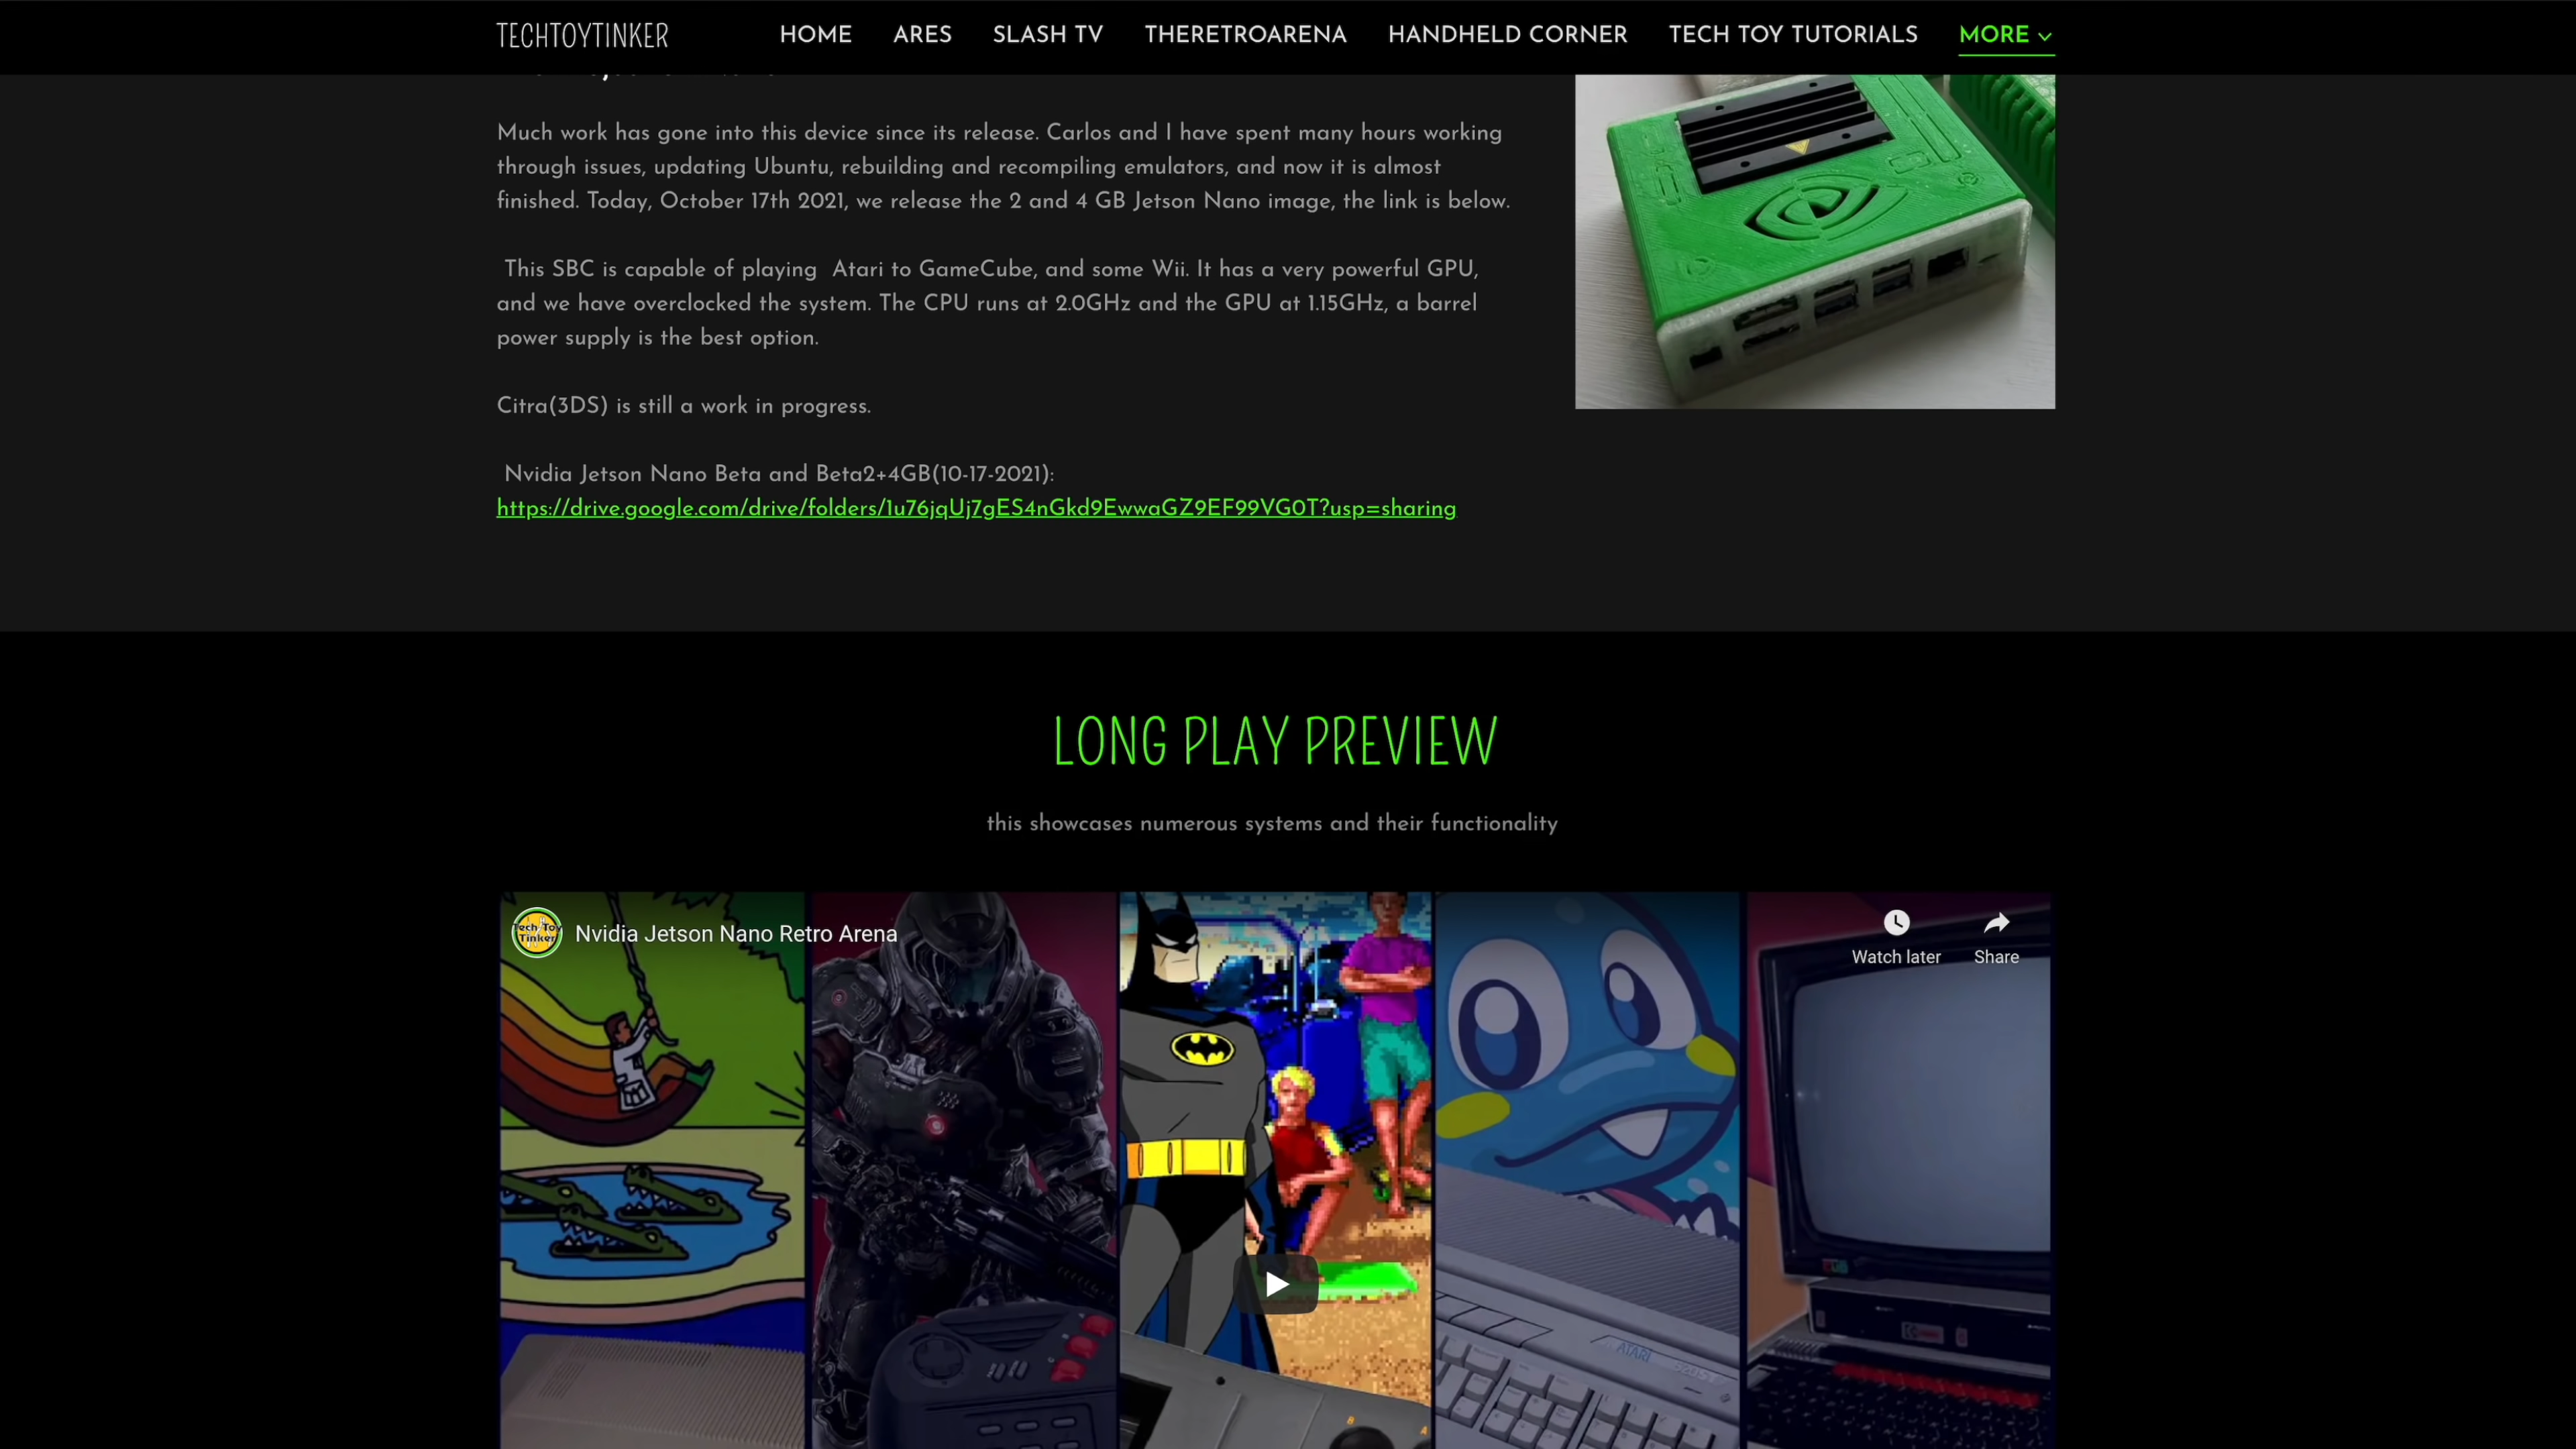 TECHTOYTINKER
HOME ARES SLASH TV THERETROARENA HANDHELD CORNER TECH TOY TUTORIALS MORE
Much work has gone into this device since its release. Carlos and I have spent many hours working
through issues, updating Ubuntu, rebuilding and recompiling emulators, and now it is almost
finished. Today, October 17th 2021, we release the 2 and 4 GB Jetson Nano image, the link is below.
This SBC is capable of playing  Atari to GameCube, and some Wii. It has a very powerful GPU,
and we have overclocked the system. The CPU runs at 2.0GHz and the GPU at 1.15GHz, a barrel
power supply is the best option.
Citra(3DS) is still a work in progress.
Nvidia Jetson Nano Beta and Beta2+4GB(10-17-2021):
https://drive.google.com/drive/folders/1u76jqUj7gES4nGkd9EwwaGZ9EF99VG0T?usp=sharing
LONG PLAY PREVIEW
this showcases numerous systems and their functionality
Tech Toy
Tinker
Nvidia Jetson Nano Retro Arena
Watch later
Share
ATARI 520ST